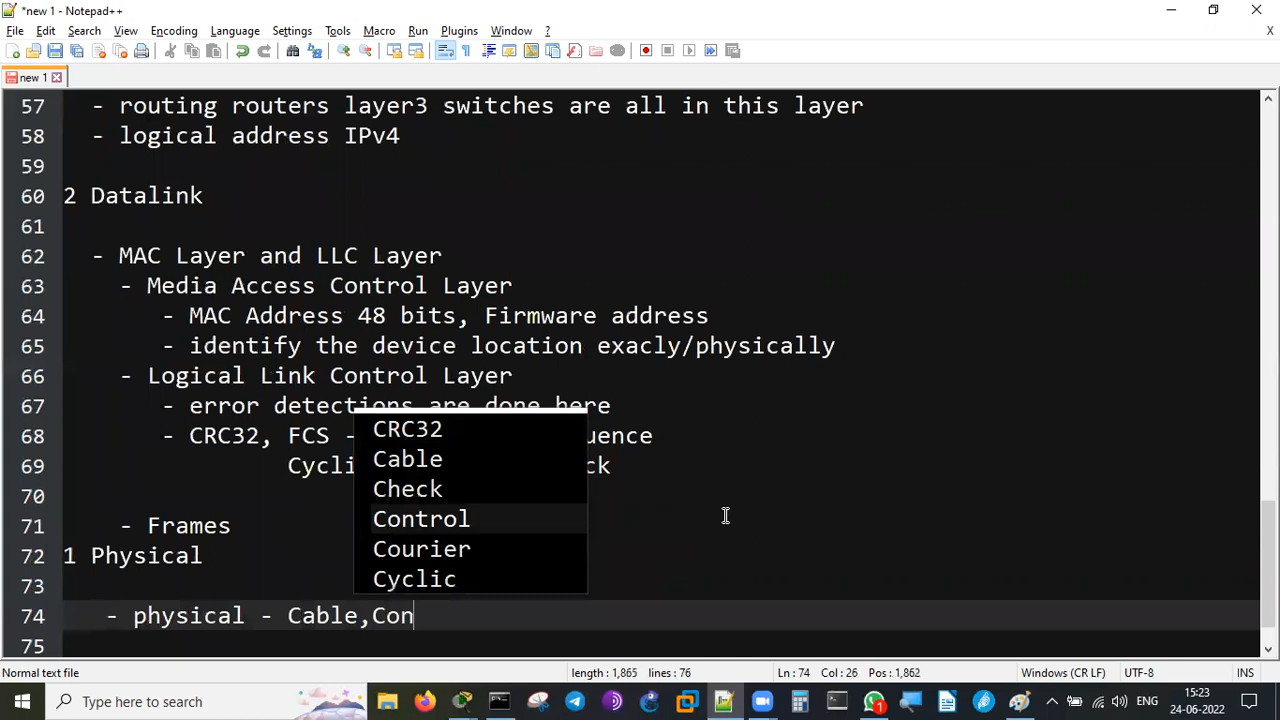 *new 1 - Notepad++
File Edit Search View Encoding Language Settings Tools Macro Run Plugins Window ?
X
new 1
57 - routing routers layer3 switches are all in this layer
58 - logical address IPv4
59
60 2 Datalink
61
62 - MAC Layer and LLC Layer
63 - Media Access Control Layer
64 - MAC Address 48 bits, Firmware address
65 - identify the device location exacly/physically
66 - Logical Link Control Layer
67 - error detections are done here
68 - CRC32, FCS -
69 Cycli
70
71 - Frames
72 1 Physical
73
74 - physical - Cable,Con
75
CRC32
Cable
Check
Control
Courier
Cyclic
Normal text file length : 1,865 lines : 76 Ln : 74 Col : 26 Pos : 1,862 Windows (CR LF) UTF-8 INS
Type here to search
ENG
15:23
24-06-2022